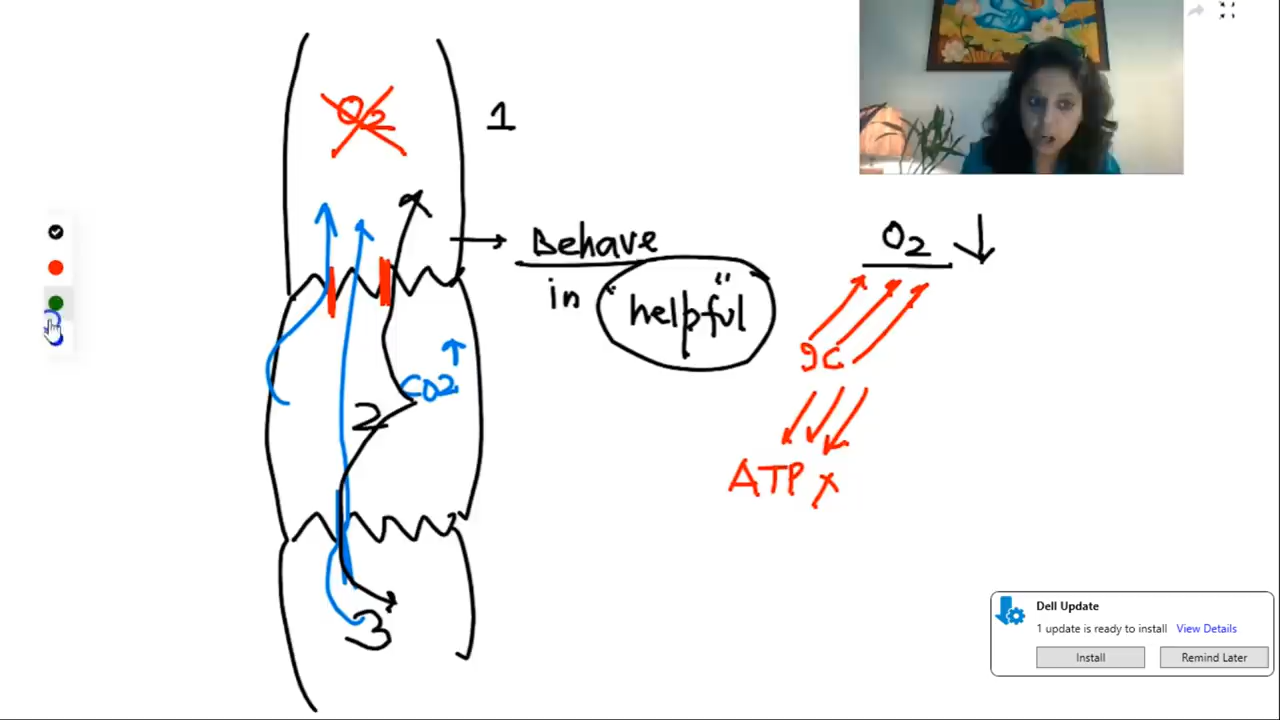 O2
1
Behave
in "helpful"
CO2 ↑
2
3
O2 ↓
IC
ATP X
Dell Update
1 update is ready to install View Details
Install Remind Later